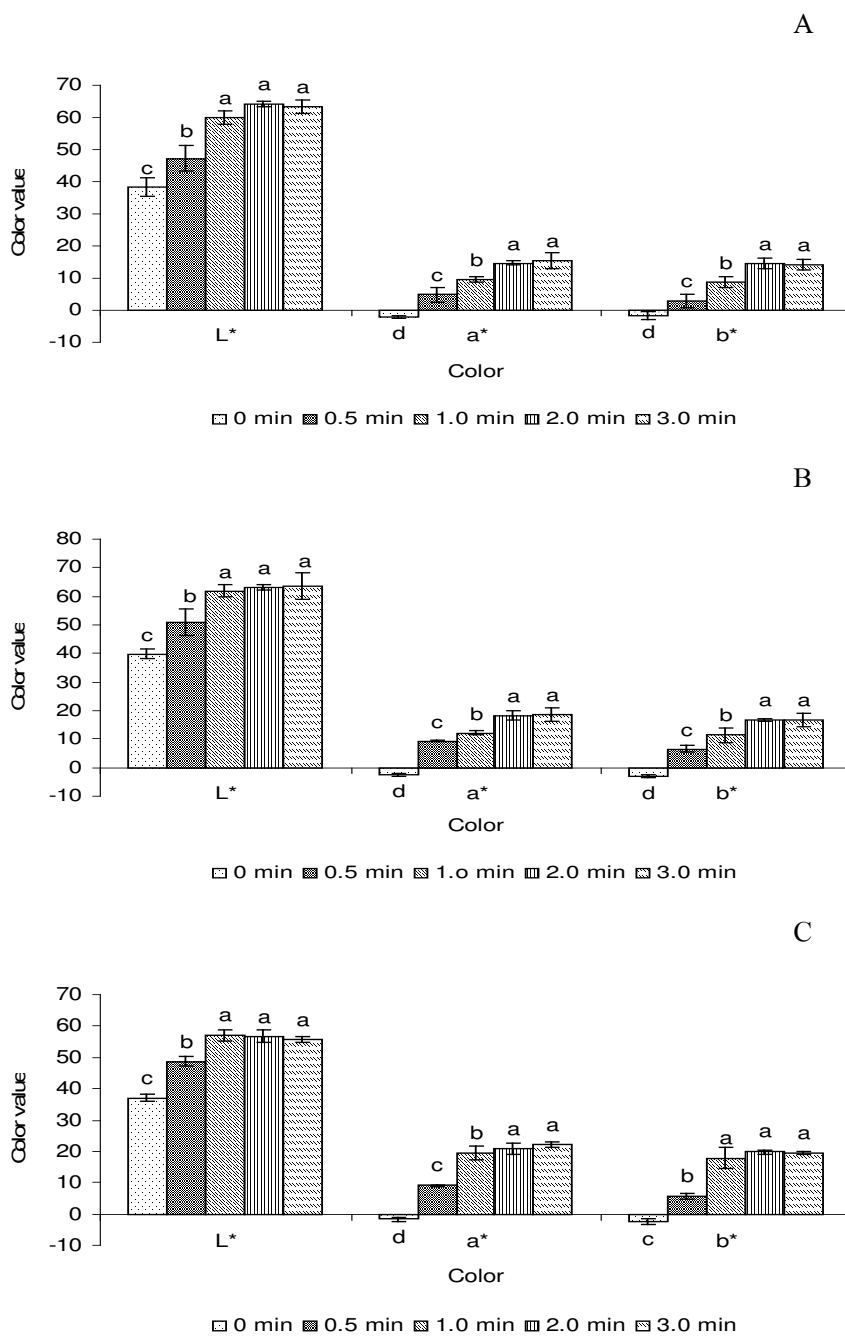 A
70
60
50
40
30
20
10
0
-10
Color value
c b a a a
d c b a a
d c b a a
L* a* b*
Color
0 min 0.5 min 1.0 min 2.0 min 3.0 min
B
80
70
60
50
40
30
20
10
0
-10
Color value
c b a a a
d c b a a
d c b a a
L* a* b*
Color
0 min 0.5 min 1.o min 2.0 min 3.0 min
C
70
60
50
40
30
20
10
0
-10
Color value
c b a a a
d c b a a
c b a a a
L* a* b*
Color
0 min 0.5 min 1.0 min 2.0 min 3.0 min